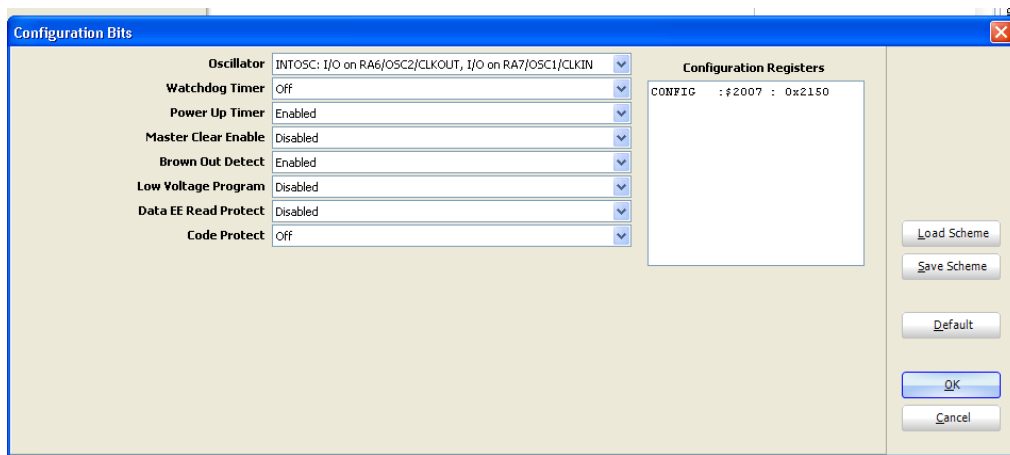 Configuration Bits
Oscillator INTOSC: I/O on RA6/OSC2/CLKOUT, I/O on RA7/OSC1/CLKIN
Watchdog Timer Off
Power Up Timer Enabled
Master Clear Enable Disabled
Brown Out Detect Enabled
Low Voltage Program Disabled
Data EE Read Protect Disabled
Code Protect Off
Configuration Registers
CONFIG :$2007 : 0x2150
Load Scheme
Save Scheme
Default
OK
Cancel